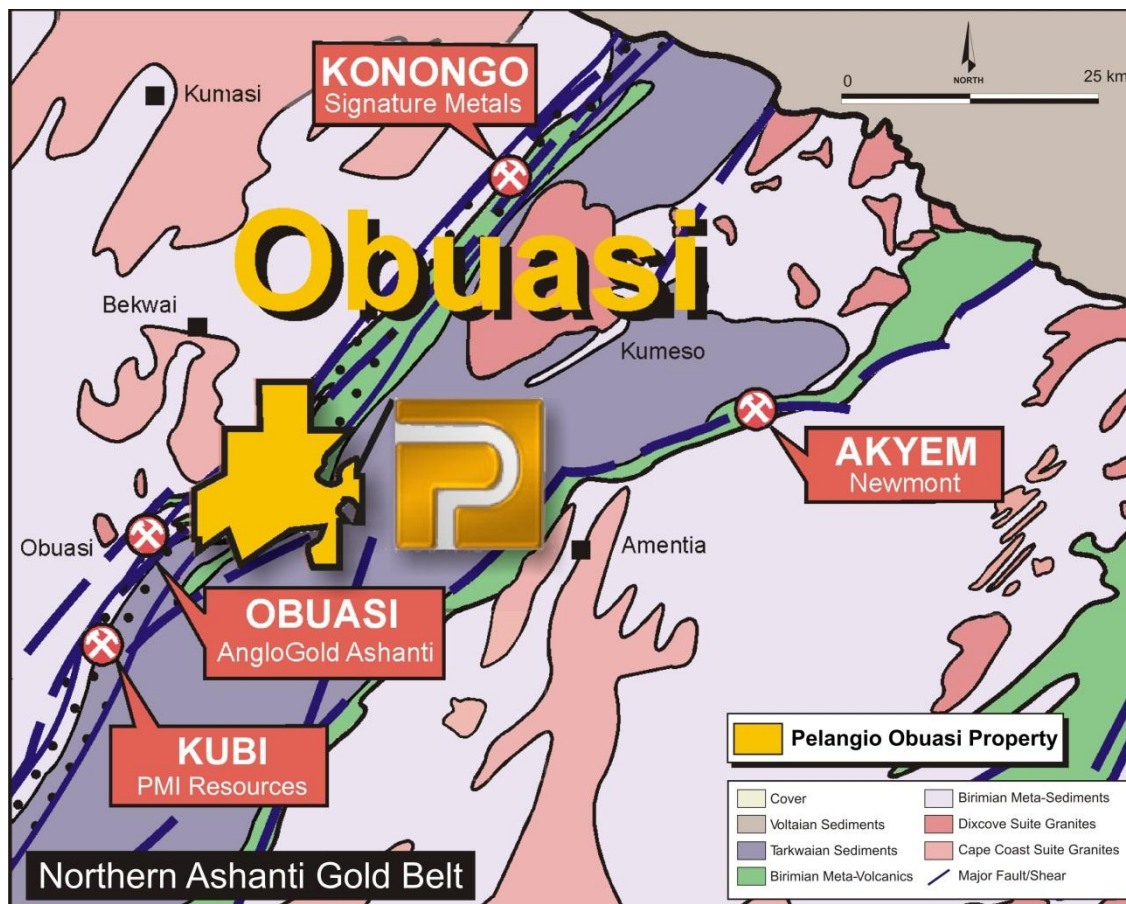 KONONGO
Signature Metals
NORTH
0
25 km
Kumasi
Obuasi
Bekwai
Kumeso
AKYEM
Newmont
P
Obuasi
Amentia
OBUASI
AngloGold Ashanti
KUBI
PMI Resources
Pelangio Obuasi Property
Cover
Voltaian Sediments
Tarkwaian Sediments
Birimian Meta-Volcanics
Birimian Meta-Sediments
Dixcove Suite Granites
Cape Coast Suite Granites
Major Fault/Shear
Northern Ashanti Gold Belt